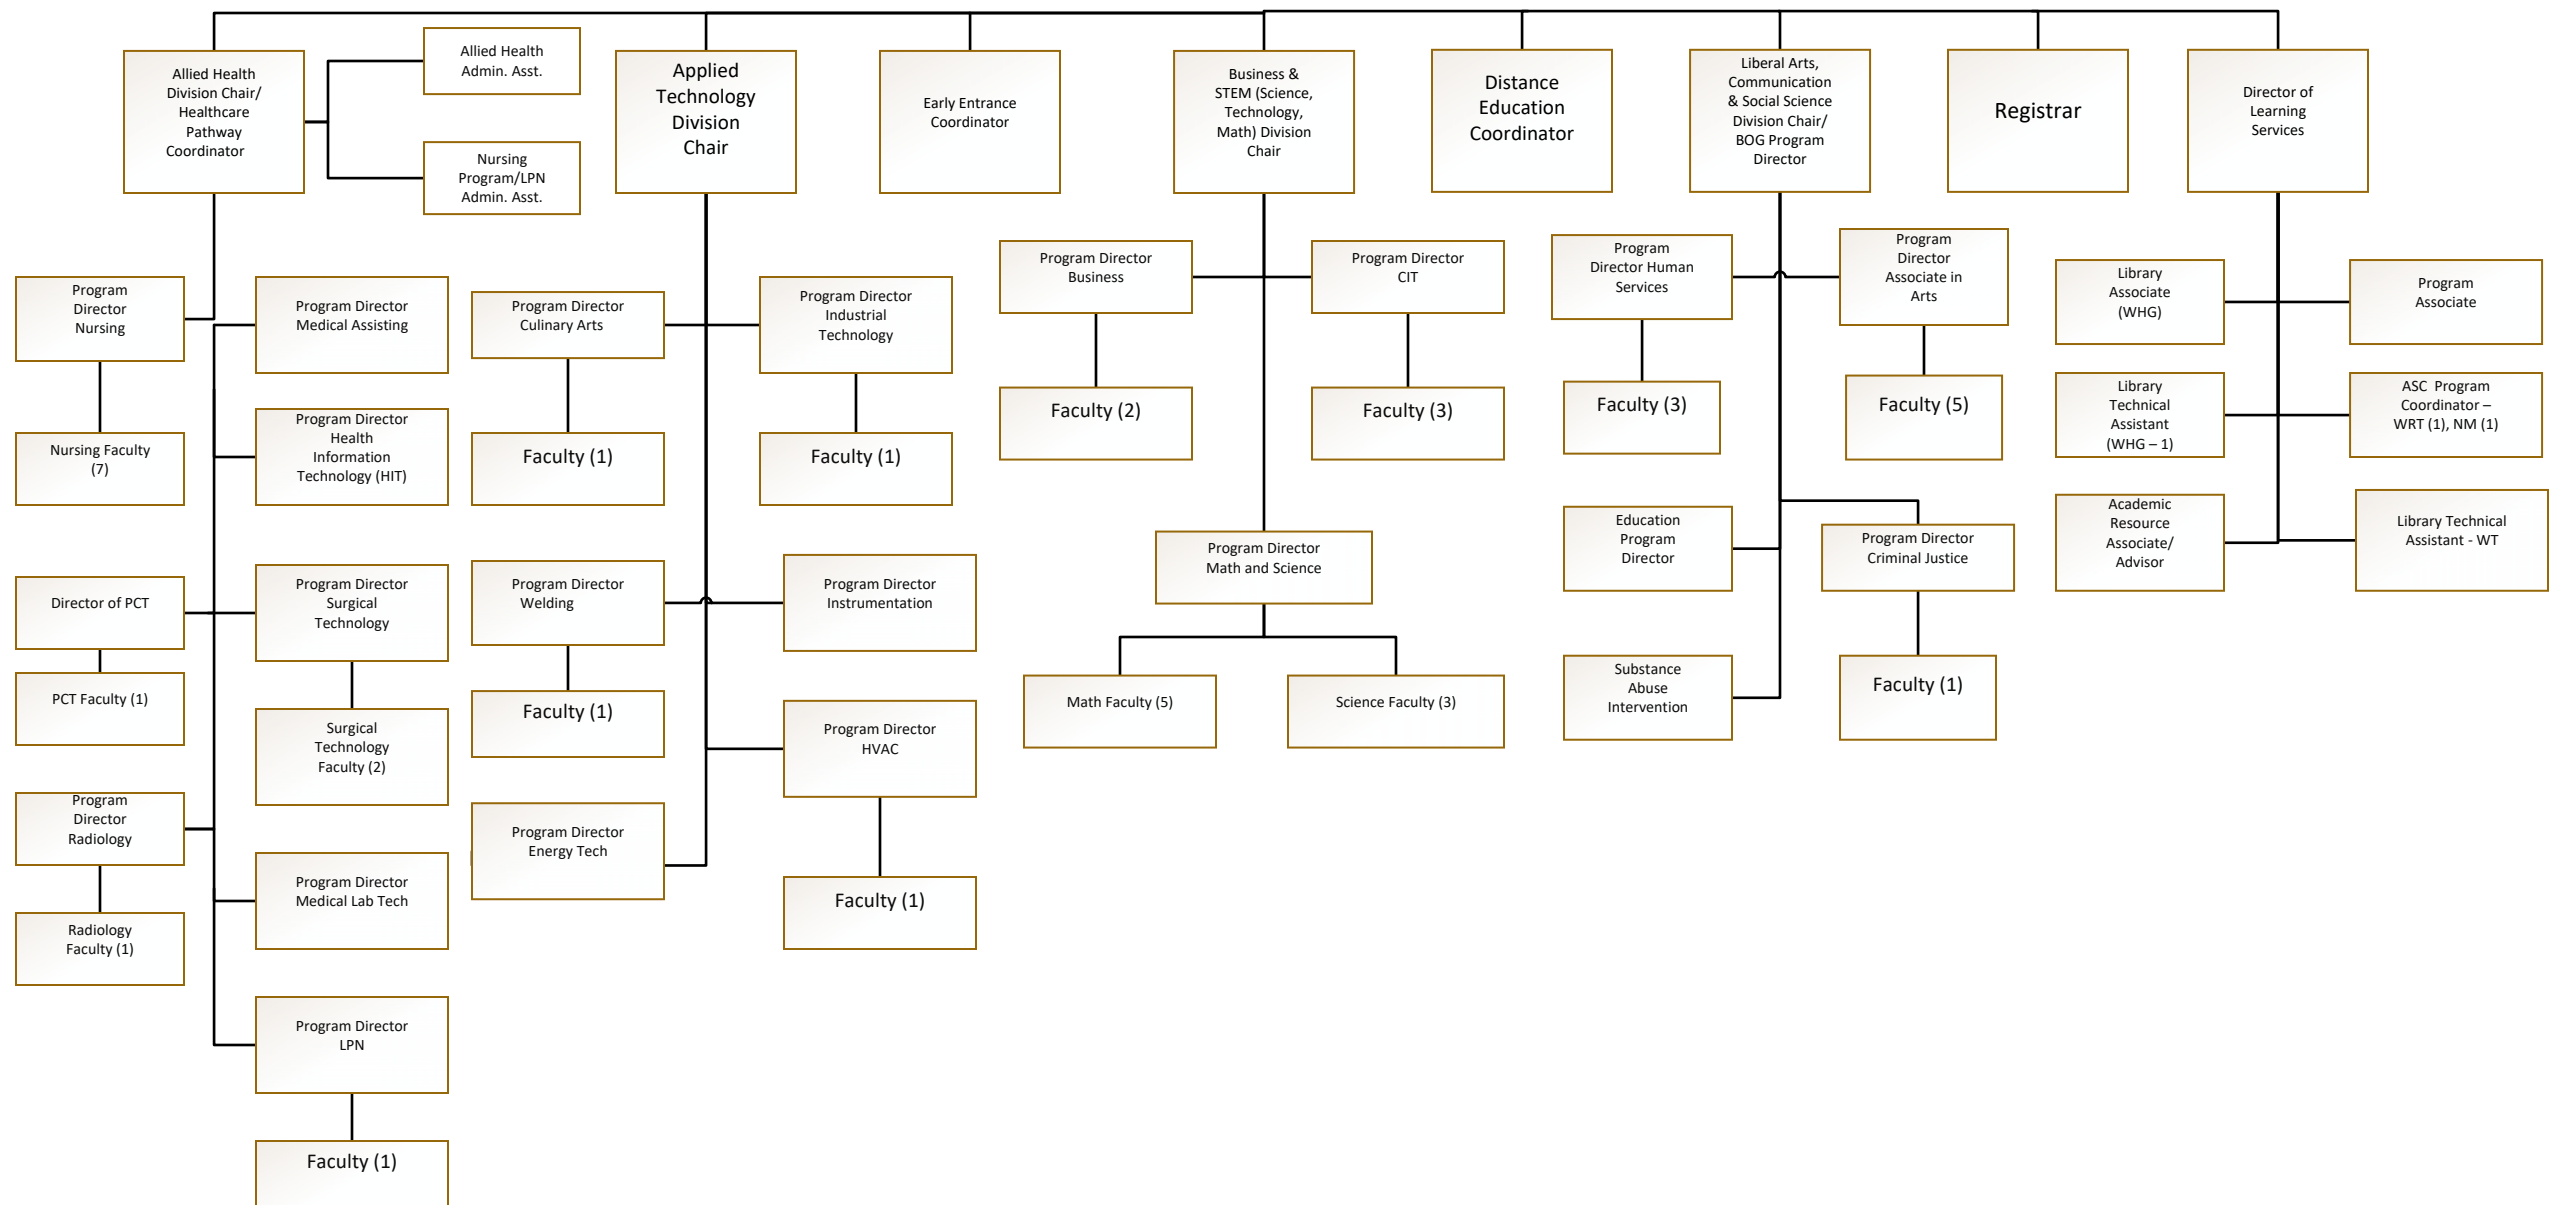 Allied Health
Division Chair/
Healthcare
Pathway
Coordinator
Allied Health
Admin. Asst.
Nursing
Program/LPN
Admin. Asst.
Applied
Technology
Division
Chair
Early Entrance
Coordinator
Business &
STEM (Science,
Technology,
Math) Division
Chair
Distance
Education
Coordinator
Liberal Arts,
Communication
& Social Science
Division Chair/
BOG Program
Director
Registrar
Director of
Learning
Services
Program
Director
Nursing
Nursing Faculty
(7)
Program Director
Medical Assisting
Program Director
Health
Information
Technology (HIT)
Director of PCT
PCT Faculty (1)
Program Director
Surgical
Technology
Surgical
Technology
Faculty (2)
Program
Director
Radiology
Radiology
Faculty (1)
Program Director
Medical Lab Tech
Program Director
LPN
Faculty (1)
Program Director
Culinary Arts
Faculty (1)
Program Director
Industrial
Technology
Faculty (1)
Program Director
Welding
Faculty (1)
Program Director
Instrumentation
Program Director
HVAC
Faculty (1)
Program Director
Energy Tech
Program Director
Business
Faculty (2)
Program Director
CIT
Faculty (3)
Program Director
Math and Science
Math Faculty (5)
Science Faculty (3)
Program
Director Human
Services
Faculty (3)
Program
Director
Associate in
Arts
Faculty (5)
Education
Program
Director
Program Director
Criminal Justice
Faculty (1)
Substance
Abuse
Intervention
Library
Associate
(WHG)
Program
Associate
Library
Technical
Assistant
(WHG – 1)
ASC Program
Coordinator –
WRT (1), NM (1)
Academic
Resource
Associate/
Advisor
Library Technical
Assistant - WT